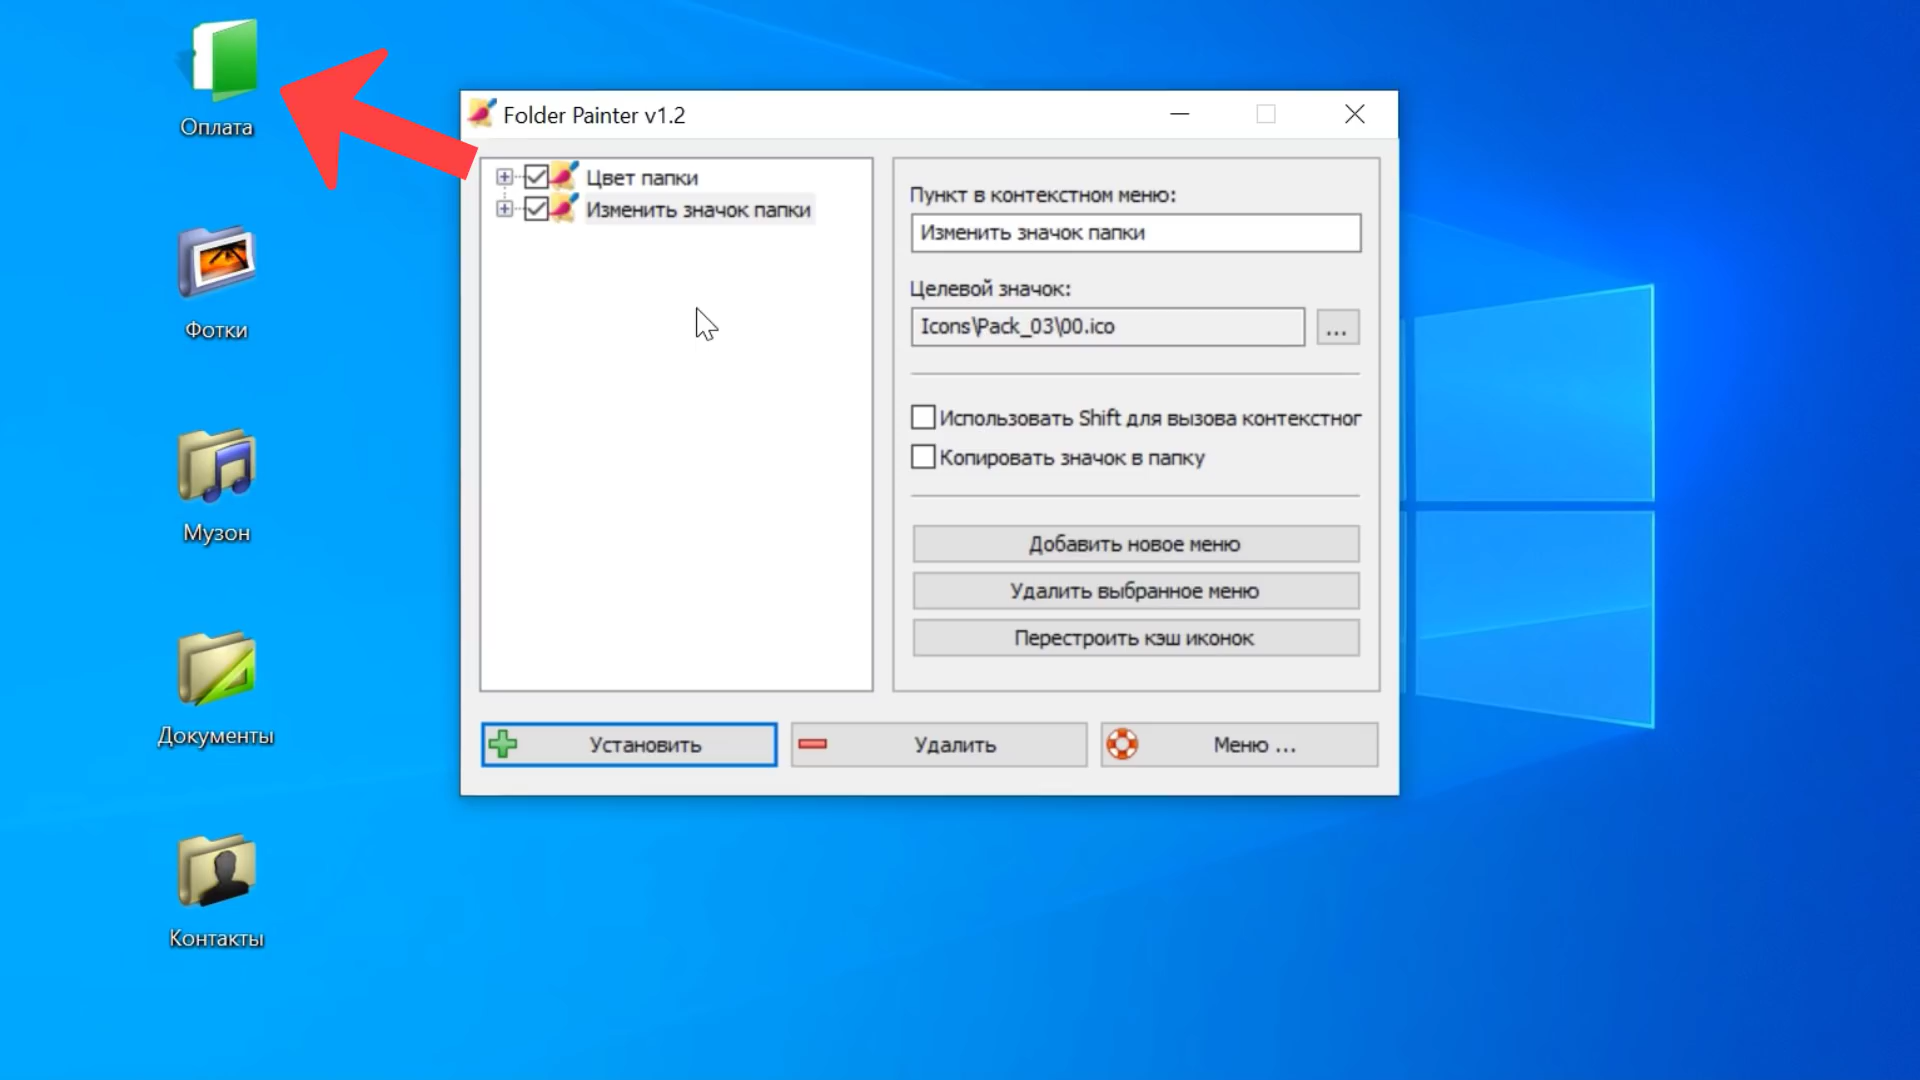 Оплата
Фотки
Музон
Документы
Контакты
Folder Painter v1.2
Цвет папки
Изменить значок папки
Пункт в контекстном меню:
Изменить значок папки
Целевой значок:
Icons\Pack_03\00.ico
...
Использовать Shift для вызова контекстног
Копировать значок в папку
Добавить новое меню
Удалить выбранное меню
Перестроить кэш иконок
Установить
Удалить
Меню ...